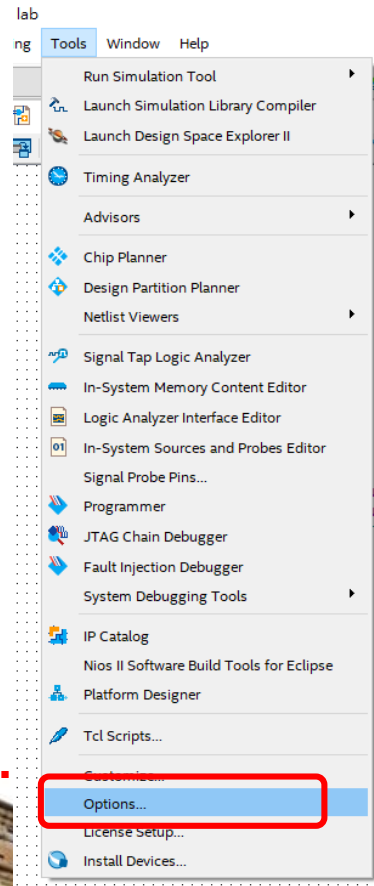 lab
ng Tools Window Help
Run Simulation Tool
Launch Simulation Library Compiler
Launch Design Space Explorer II
Timing Analyzer
Advisors
Chip Planner
Design Partition Planner
Netlist Viewers
Signal Tap Logic Analyzer
In-System Memory Content Editor
Logic Analyzer Interface Editor
01 In-System Sources and Probes Editor
Signal Probe Pins...
Programmer
JTAG Chain Debugger
Fault Injection Debugger
System Debugging Tools
IP Catalog
Nios II Software Build Tools for Eclipse
Platform Designer
Tcl Scripts...
Customize...
Options...
License Setup...
Install Devices...